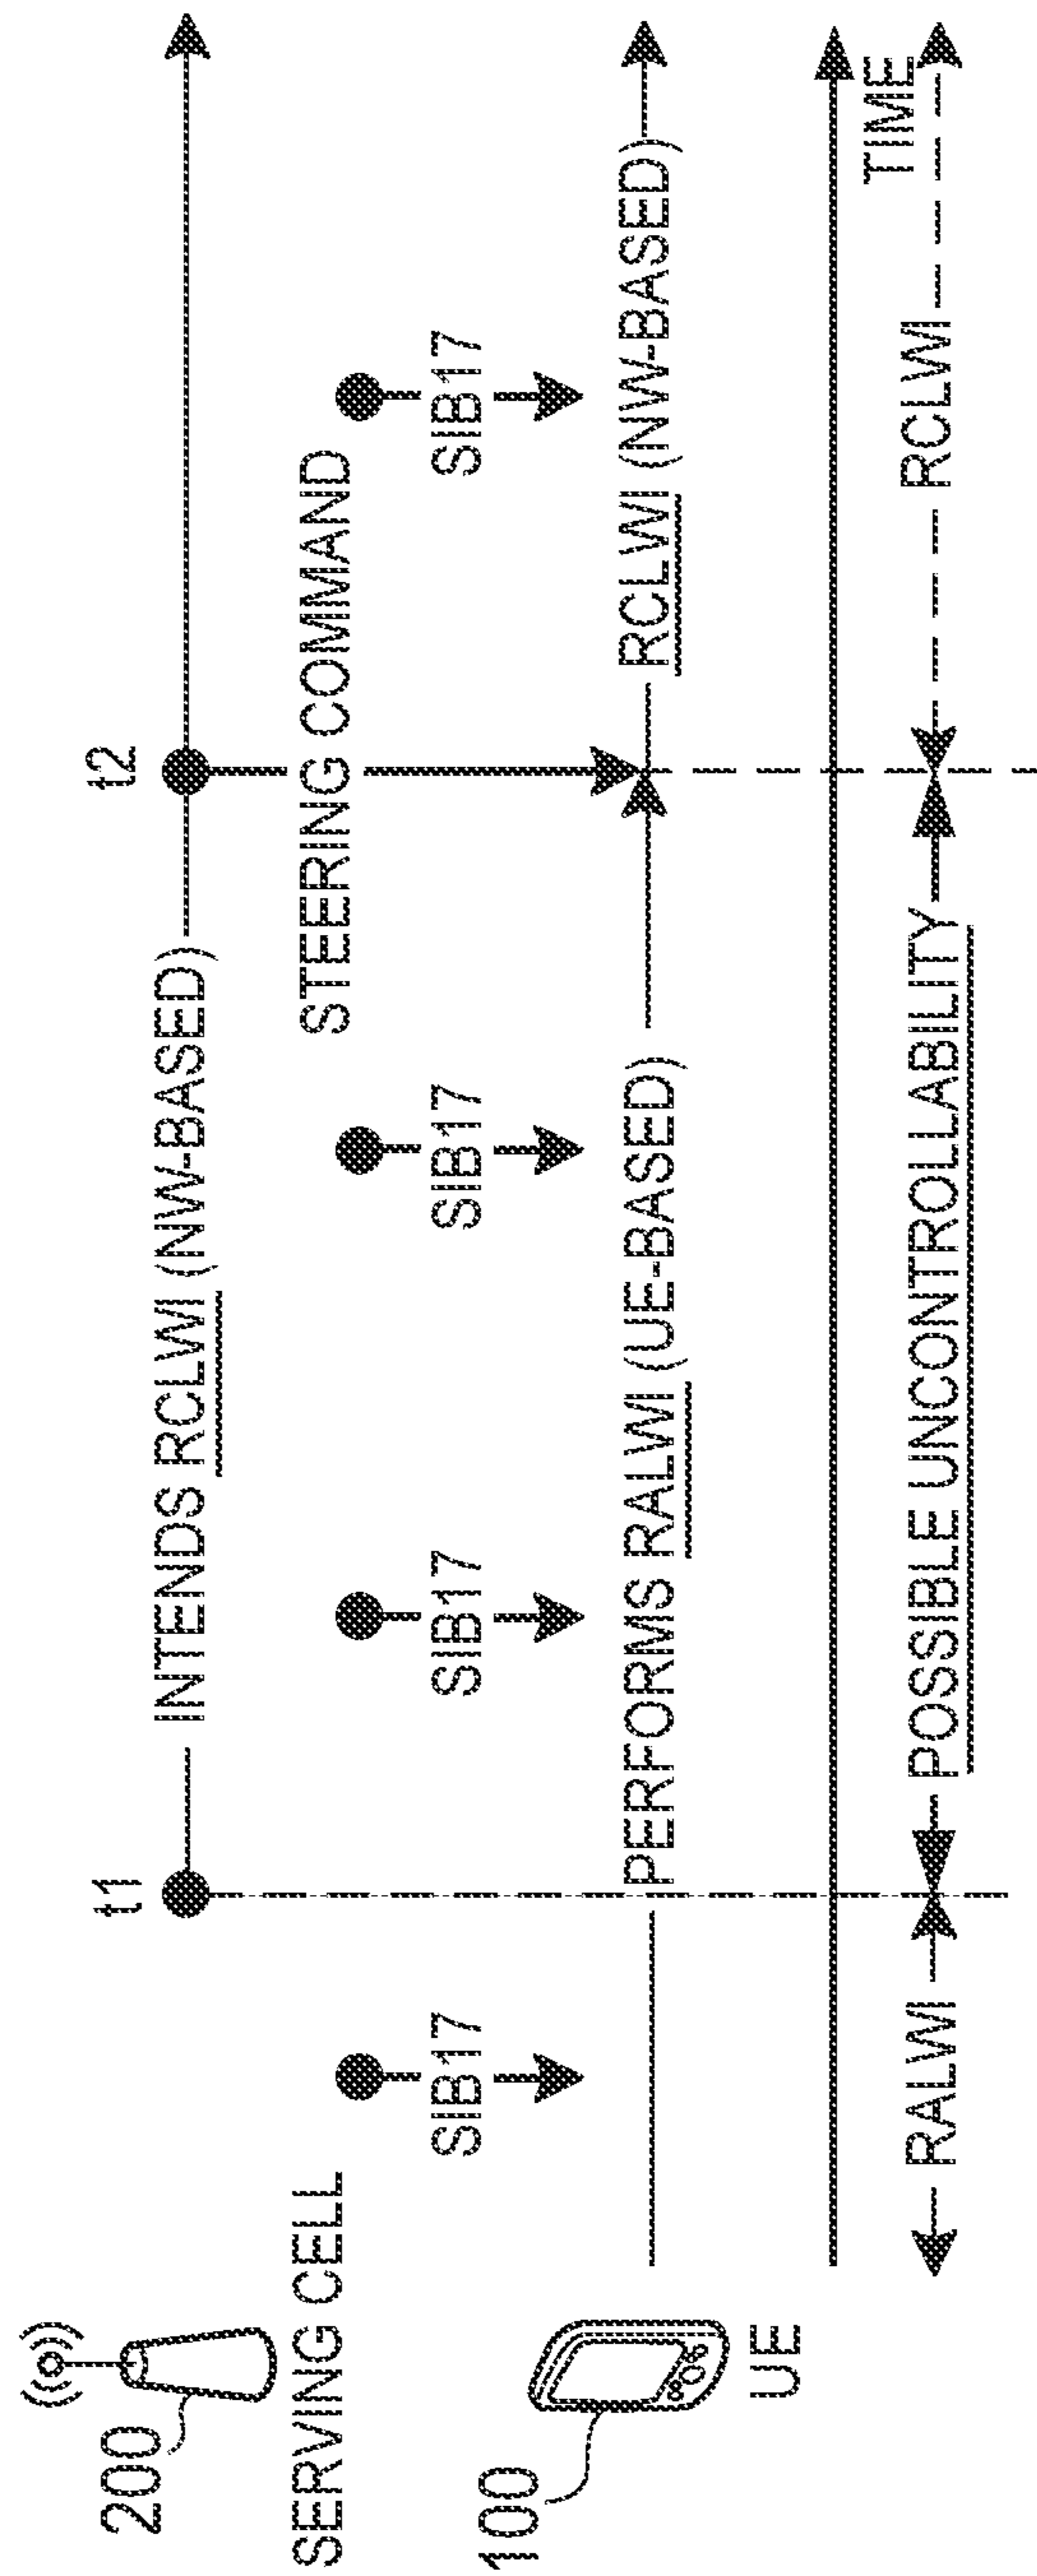 t1
t2
200
INTENDS RCLWI (NW-BASED)
SERVING CELL
STEERING COMMAND
SIB17
SIB17
SIB17
SIB17
100
PERFORMS RALWI (UE-BASED)
RCLWI (NW-BASED)
UE
TIME
RALWI
POSSIBLE UNCONTROLLABILITY
RCLWI